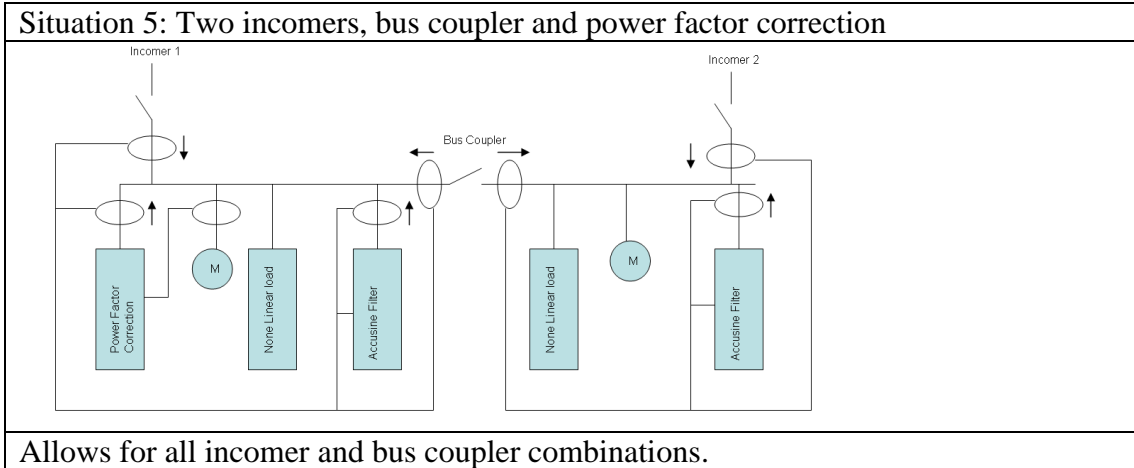 Situation 5: Two incomers, bus coupler and power factor correction
Incomer 1
Incomer 2
Bus Coupler
M
M
Power Factor
Correction
None Linear load
Accusine Filter
None Linear load
Accusine Filter
Allows for all incomer and bus coupler combinations.